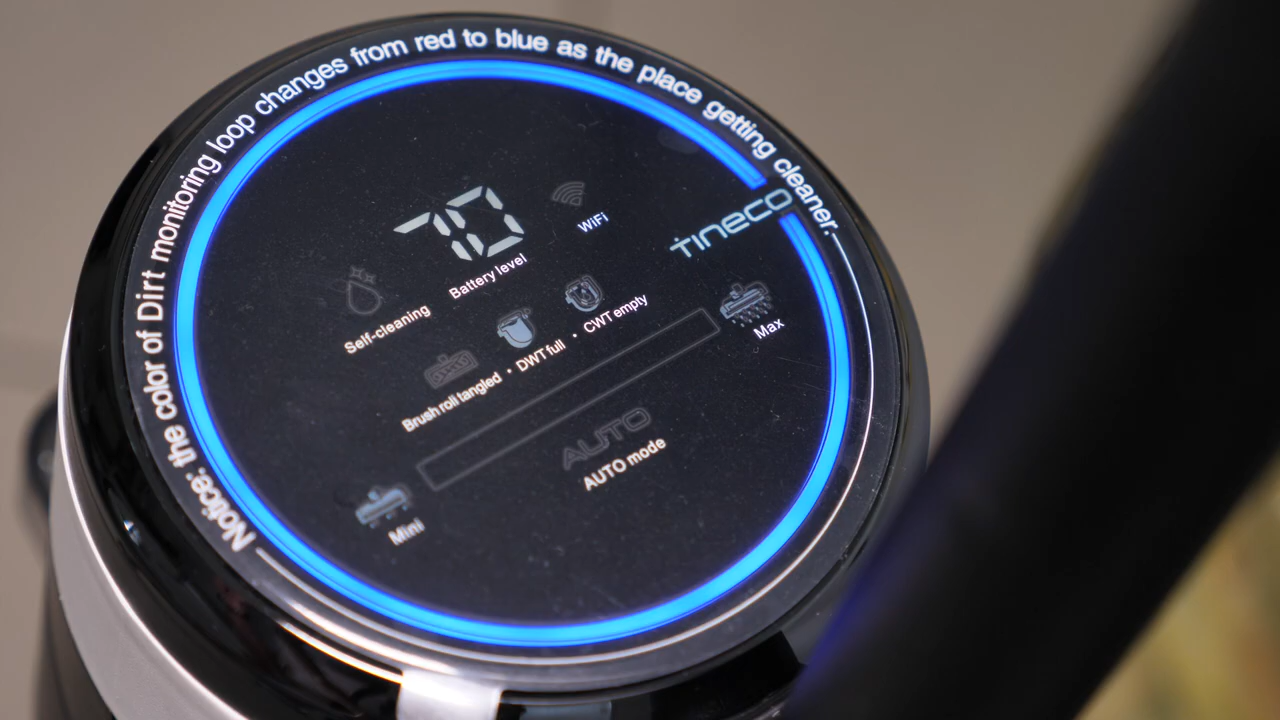 Notice: the color of Dirt monitoring loop changes from red to blue as the place getting cleaner.
70
Battery level
WiFi
TINECO
Self-cleaning
Brush roll tangled · DWT full · CWT empty
Max
AUTO
AUTO mode
Mini